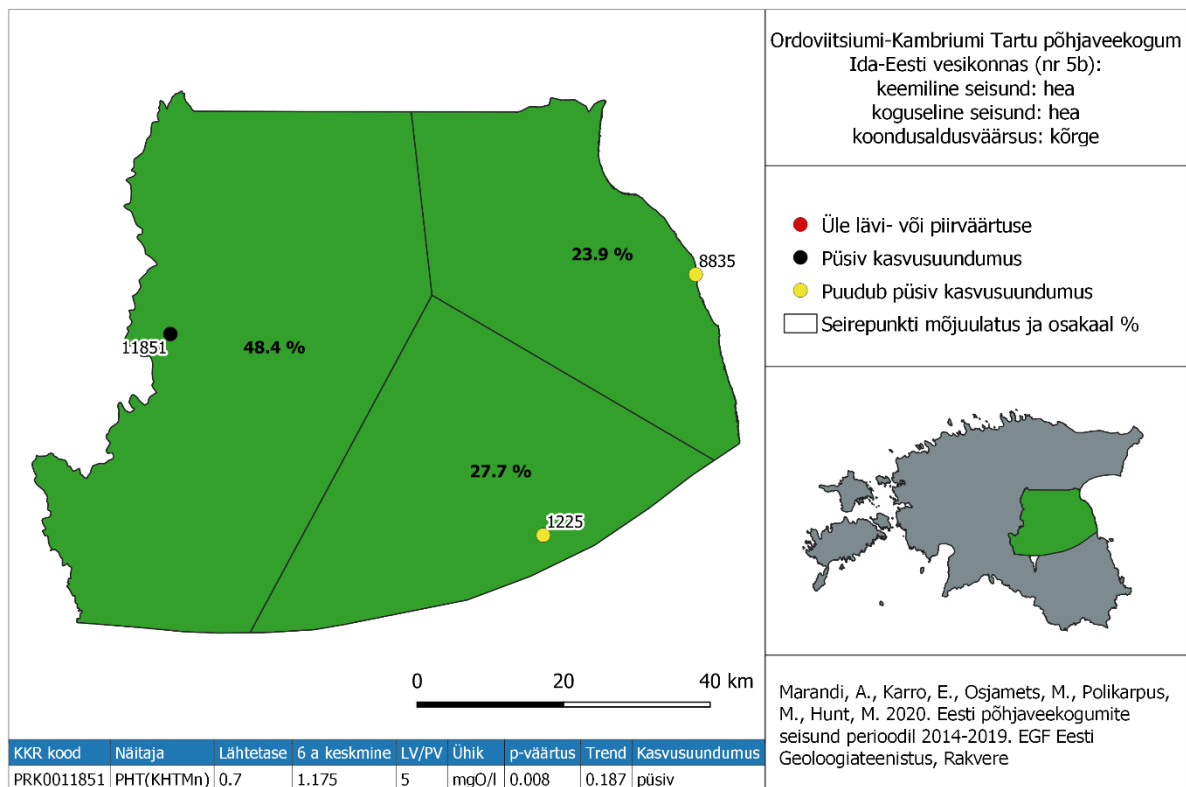 Ordoviitsiumi-Kambriumi Tartu põhjaveekogum
Ida-Eesti vesikonnas (nr 5b):
keemiline seisund: hea
koguseline seisund: hea
koondusaldusväärsus: kõrge
Üle lävi- või piirväärtuse
Püsiv kasvusuundumus
Puudub püsiv kasvusuundumus
Seirepunkti mõjuulatus ja osakaal %
23.9 %
8835
11851
48.4 %
27.7 %
1225
0 20 40 km
Marandi, A., Karro, E., Osjamets, M., Polikarpus,
M., Hunt, M. 2020. Eesti põhjaveekogumite
seisund perioodil 2014-2019. EGF Eesti
Geoloogiateenistus, Rakvere
KKR kood Näitaja Lähtetase 6 a keskmine LV/PV Ühik p-väärtus Trend Kasvusuundumus
PRK0011851 PHT(KHTMn) 0.7 1.175 5 mgO/l 0.008 0.187 püsiv